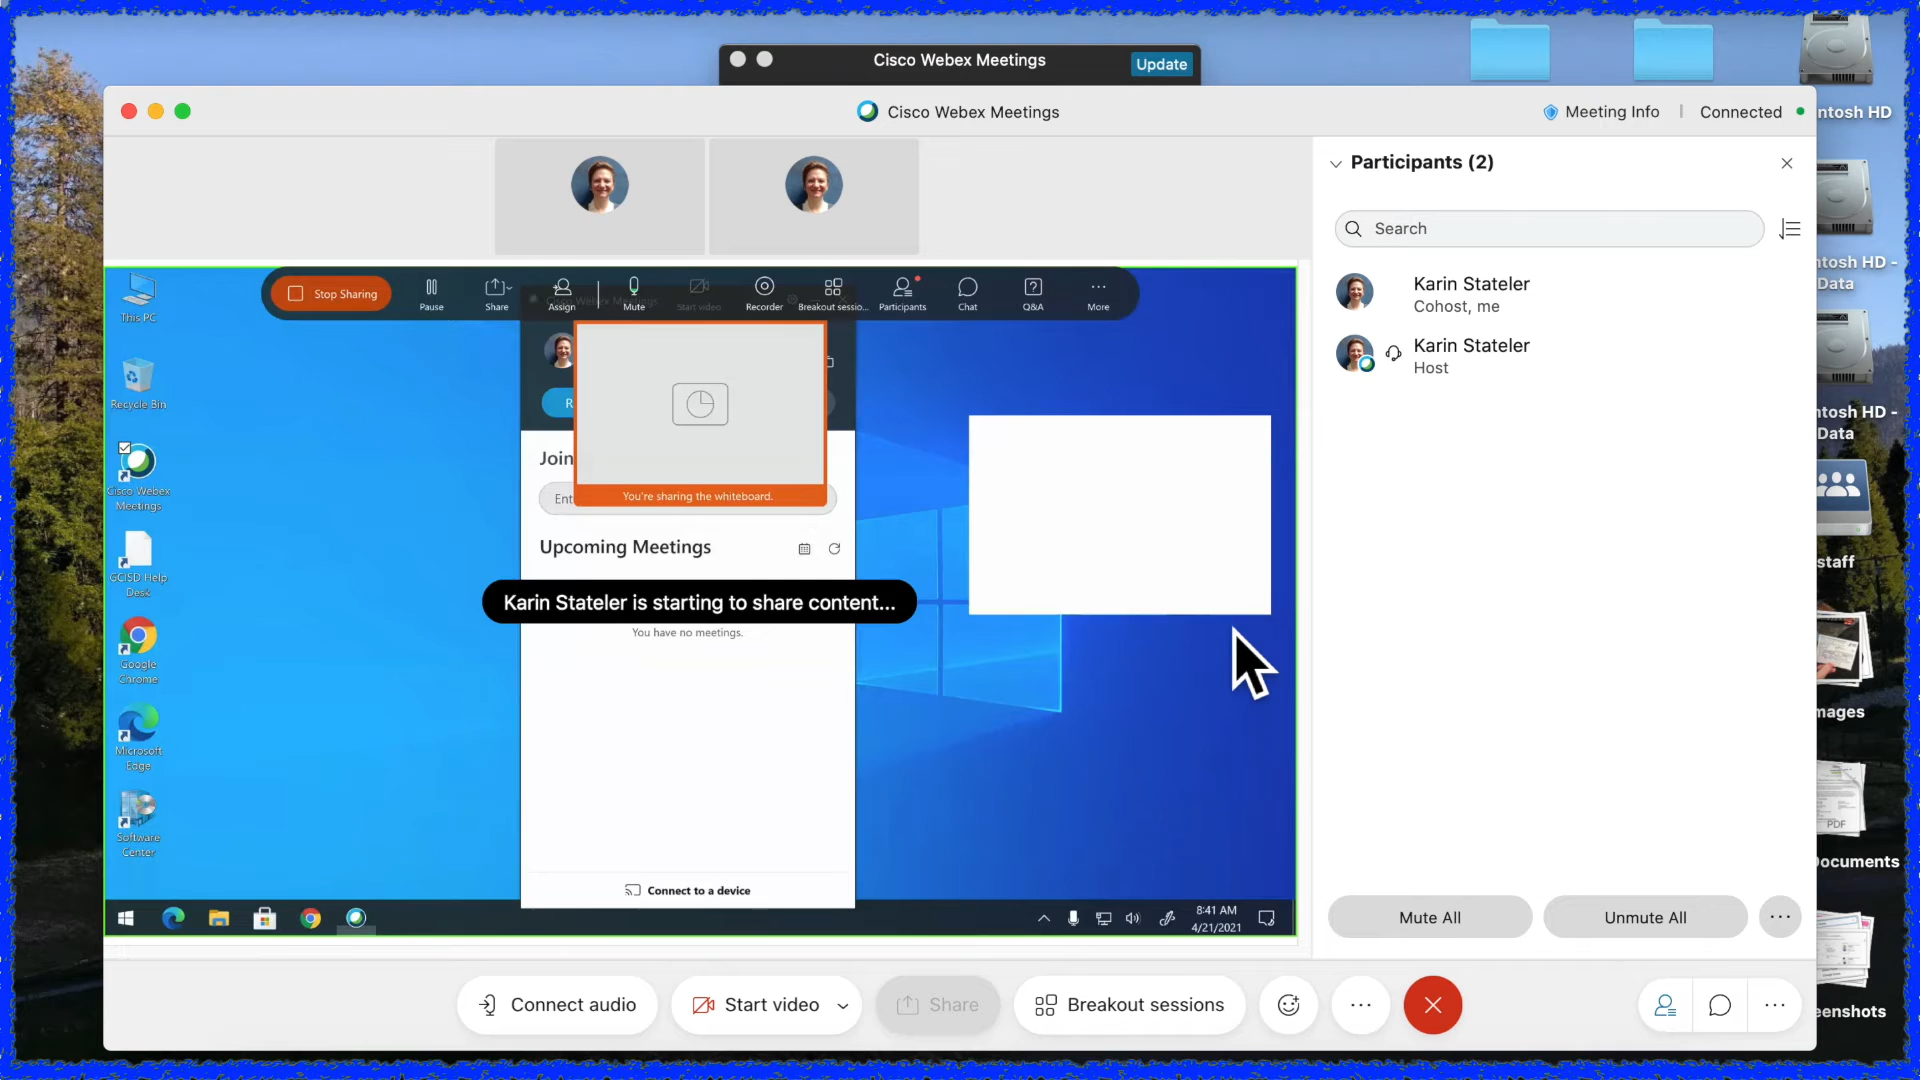 Cisco Webex Meetings
Update
Cisco Webex Meetings
Meeting Info
Connected
ntosh HD
Participants (2)
Search
Karin Stateler
Cohost, me
Karin Stateler
Host
ntosh HD -
Data
ntosh HD -
Data
staff
mages
PDF
Documents
eenshots
Stop Sharing
Pause
Share
Assign
Mute
Start video
Recorder
Breakout sessio...
Participants
Chat
Q&A
More
This PC
Recycle Bin
Cisco Webex
Meetings
GCISD Help
Desk
Google
Chrome
Microsoft
Edge
Software
Center
R
Join
Ent
You're sharing the whiteboard.
Upcoming Meetings
Karin Stateler is starting to share content...
You have no meetings.
Connect to a device
8:41 AM
4/21/2021
Mute All
Unmute All
Connect audio
Start video
Share
Breakout sessions